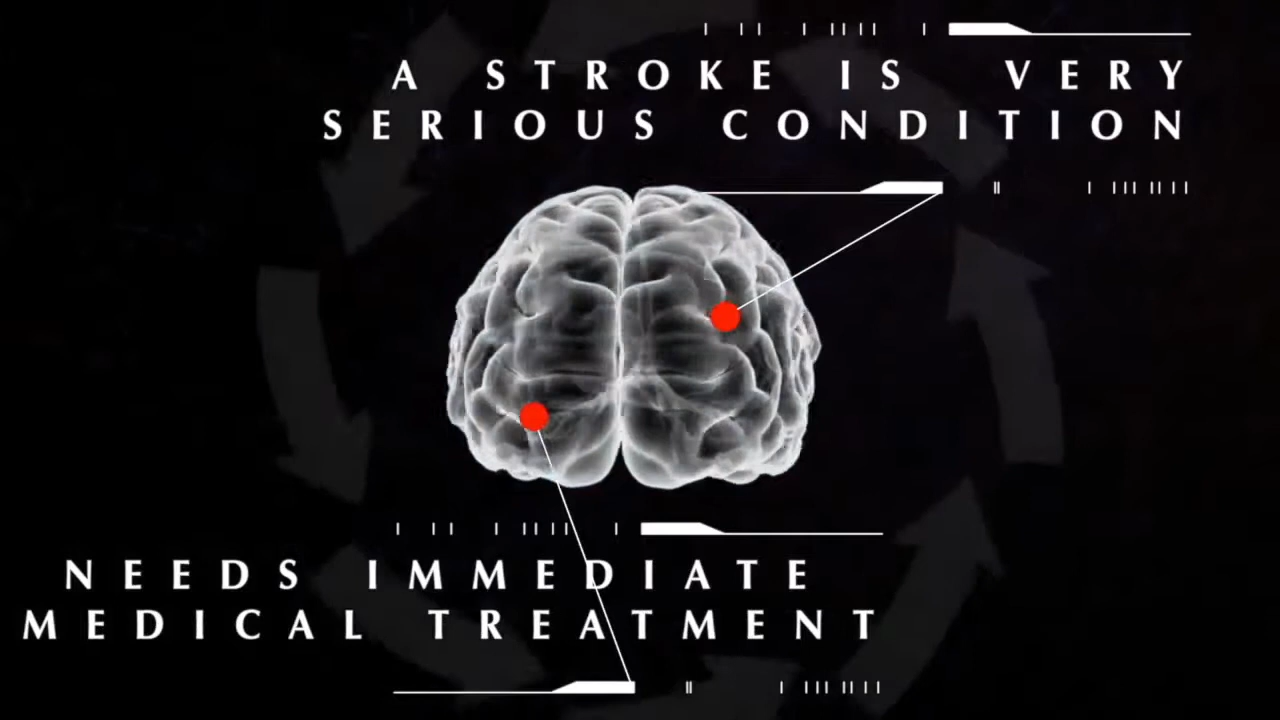 A STROKE IS VERY
SERIOUS CONDITION
NEEDS IMMEDIATE
MEDICAL TREATMENT